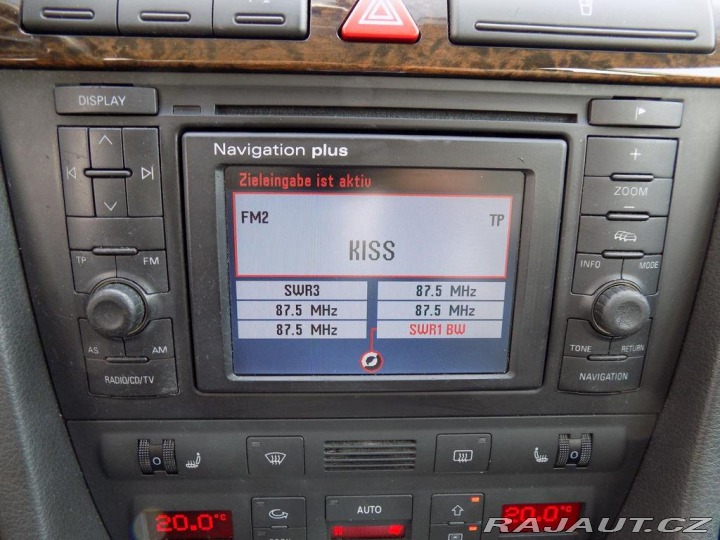 DISPLAY
Navigation plus
Zieleingabe ist aktiv
FM2
TP
KISS
SWR3
87.5 MHz
87.5 MHz
87.5 MHz
87.5 MHz
SWR1 BW
TP
FM
AS
AM
RADIO/CD/TV
+
ZOOM
−
INFO
MODE
TONE
RETURN
NAVIGATION
0
0
20.0°C
AUTO
20.0°C
RAJAUT.CZ